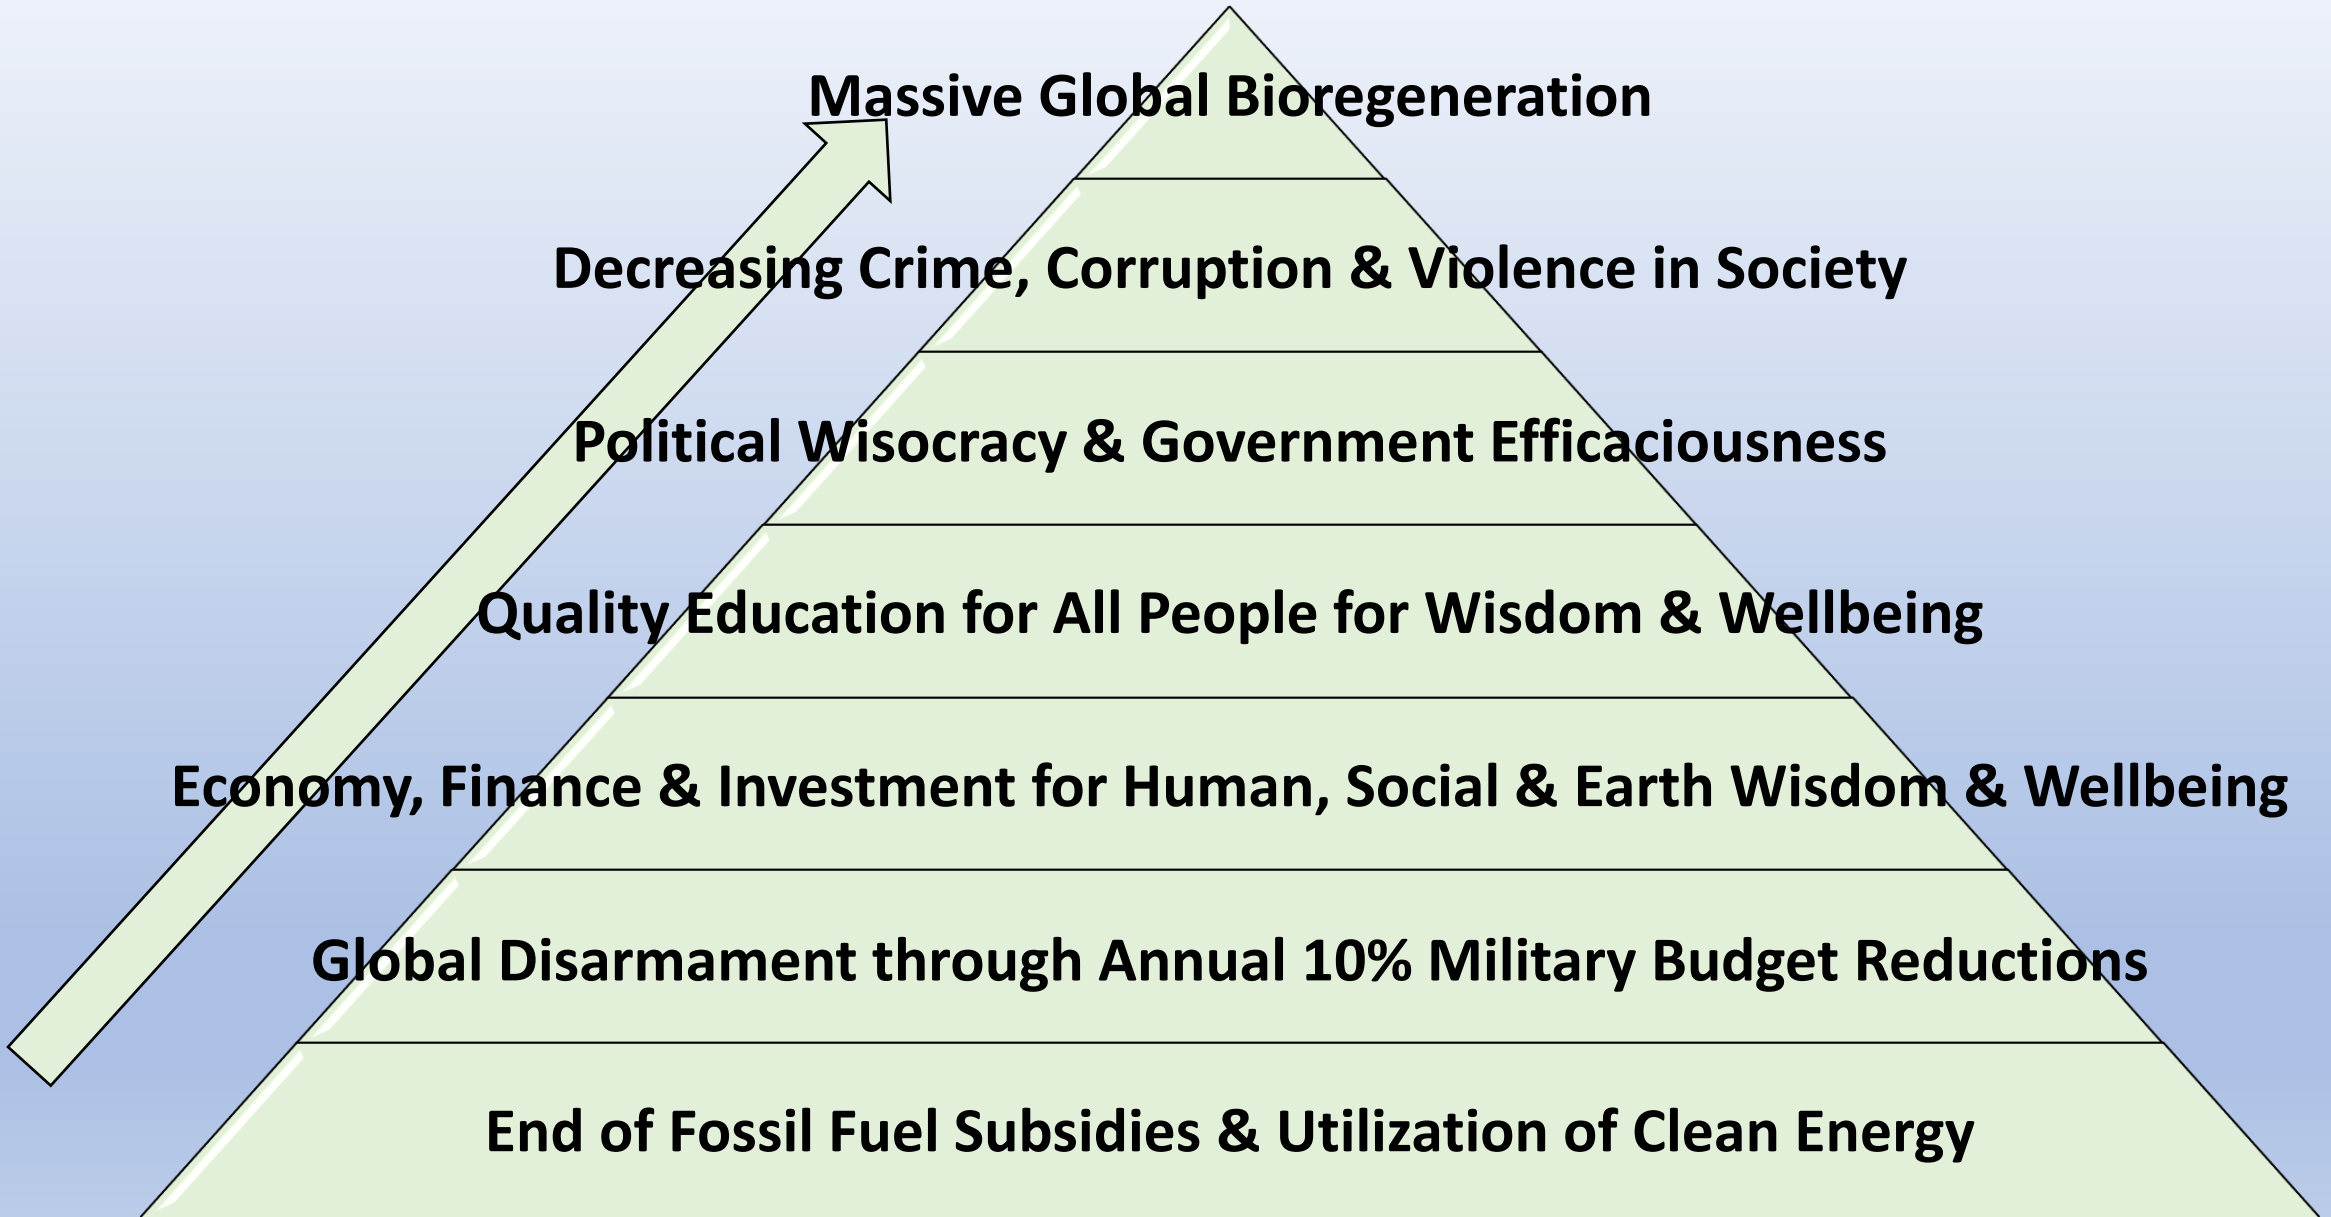 Massive Global Bioregeneration
Decreasing Crime, Corruption & Violence in Society
Political Wisocracy & Government Efficaciousness
Quality Education for All People for Wisdom & Wellbeing
Economy, Finance & Investment for Human, Social & Earth Wisdom & Wellbeing
Global Disarmament through Annual 10% Military Budget Reductions
End of Fossil Fuel Subsidies & Utilization of Clean Energy